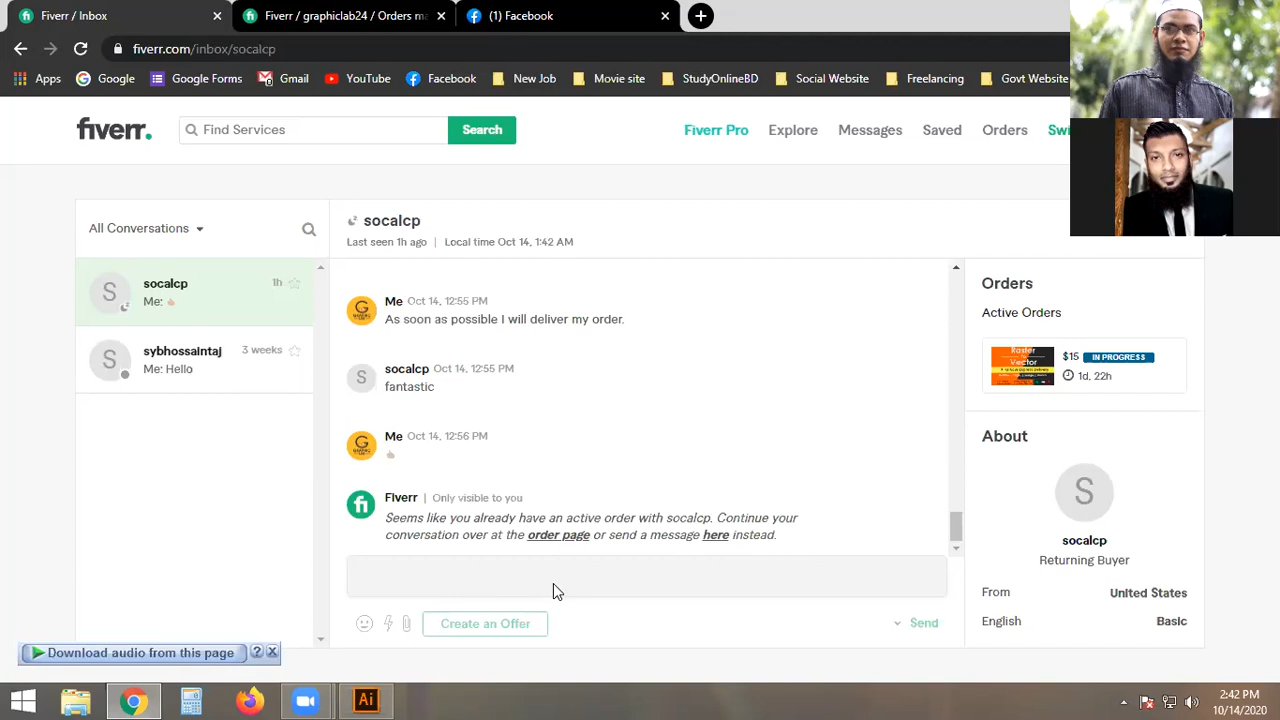 Fiverr / Inbox
Fiverr / graphiclab24 / Orders ma
(1) Facebook
fiverr.com/inbox/socalcp
Apps
Google
Google Forms
Gmail
YouTube
Facebook
New Job
Movie site
StudyOnlineBD
Social Website
Freelancing
Govt Website
fiverr.
Find Services
Search
Fiverr Pro
Explore
Messages
Saved
Orders
All Conversations
socalcp
Last seen 1h ago | Local time Oct 14, 1:42 AM
S
socalcp
1h
Me:
S
sybhossaintaj
3 weeks
Me: Hello
Me Oct 14, 12:55 PM
As soon as possible I will deliver my order.
S
socalcp Oct 14, 12:55 PM
fantastic
Me Oct 14, 12:56 PM
Fiverr | Only visible to you
Seems like you already have an active order with socalcp. Continue your
conversation over at the order page or send a message here instead.
Create an Offer
Send
Orders
Active Orders
Raster
to
Vector
$15 IN PROGRESS
1d, 22h
About
S
socalcp
Returning Buyer
From United States
English Basic
Download audio from this page
?
Ai
2:42 PM
10/14/2020